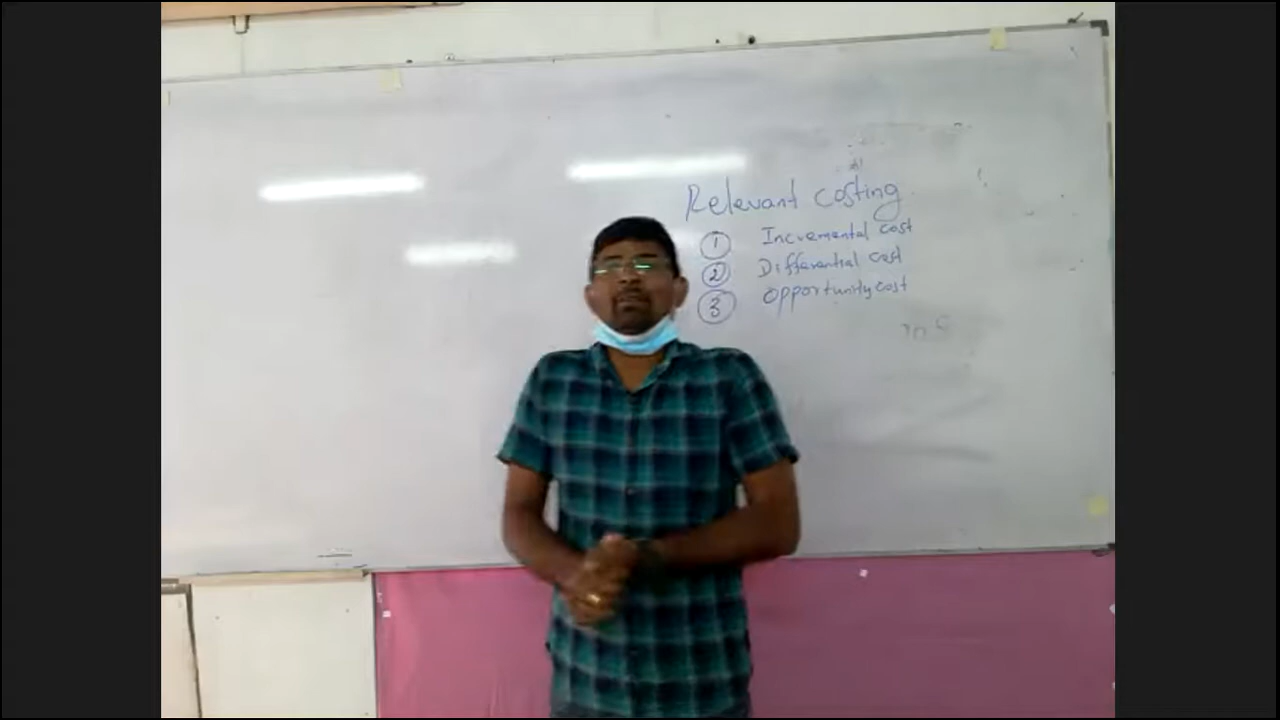 Relevant costing
1 Incremental cost
2 Differential cost
3 Opportunity cost